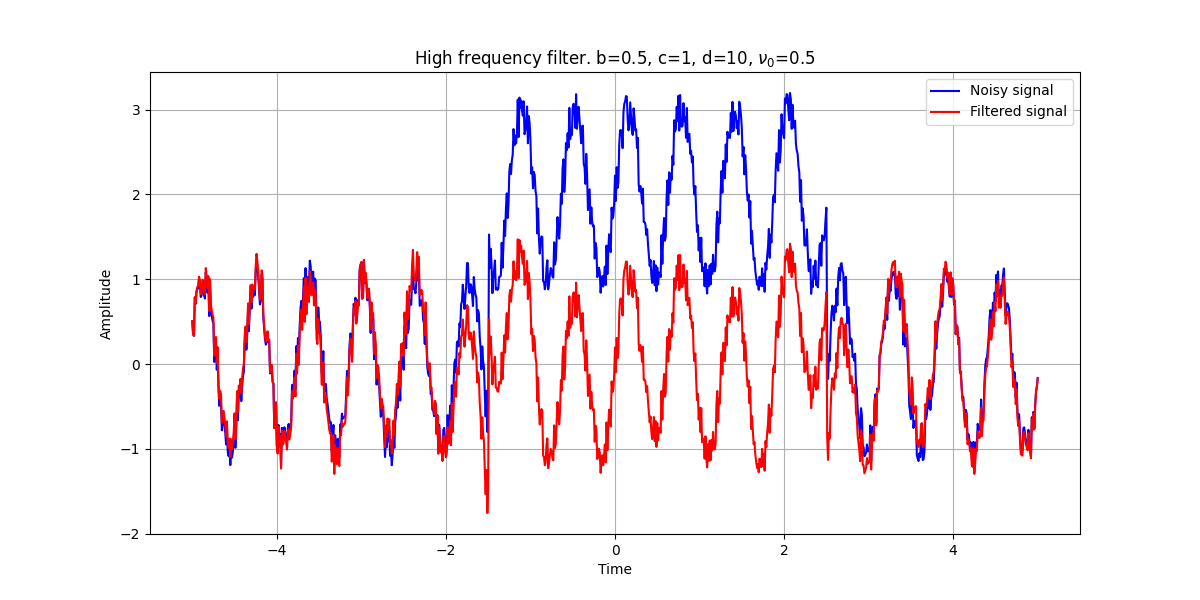 High frequency filter. b=0.5, c=1, d=10, ν₀=0.5
Noisy signal
Filtered signal
3
2
1
0
−1
−2
Amplitude
−4
−2
0
2
4
Time